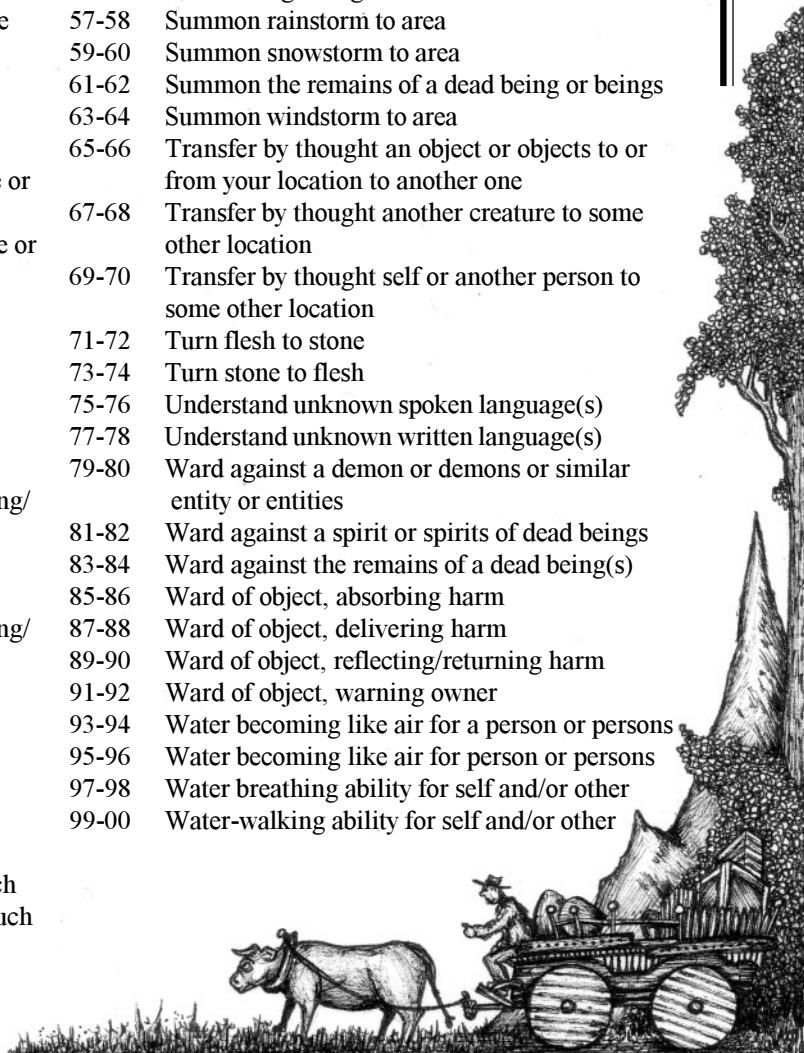 e
e or
e or
ng/
ng/
ch
uch
57-58 Summon rainstorm to area
59-60 Summon snowstorm to area
61-62 Summon the remains of a dead being or beings
63-64 Summon windstorm to area
65-66 Transfer by thought an object or objects to or
from your location to another one
67-68 Transfer by thought another creature to some
other location
69-70 Transfer by thought self or another person to
some other location
71-72 Turn flesh to stone
73-74 Turn stone to flesh
75-76 Understand unknown spoken language(s)
77-78 Understand unknown written language(s)
79-80 Ward against a demon or demons or similar
entity or entities
81-82 Ward against a spirit or spirits of dead beings
83-84 Ward against the remains of a dead being(s)
85-86 Ward of object, absorbing harm
87-88 Ward of object, delivering harm
89-90 Ward of object, reflecting/returning harm
91-92 Ward of object, warning owner
93-94 Water becoming like air for a person or persons
95-96 Water becoming like air for person or persons
97-98 Water breathing ability for self and/or other
99-00 Water-walking ability for self and/or other